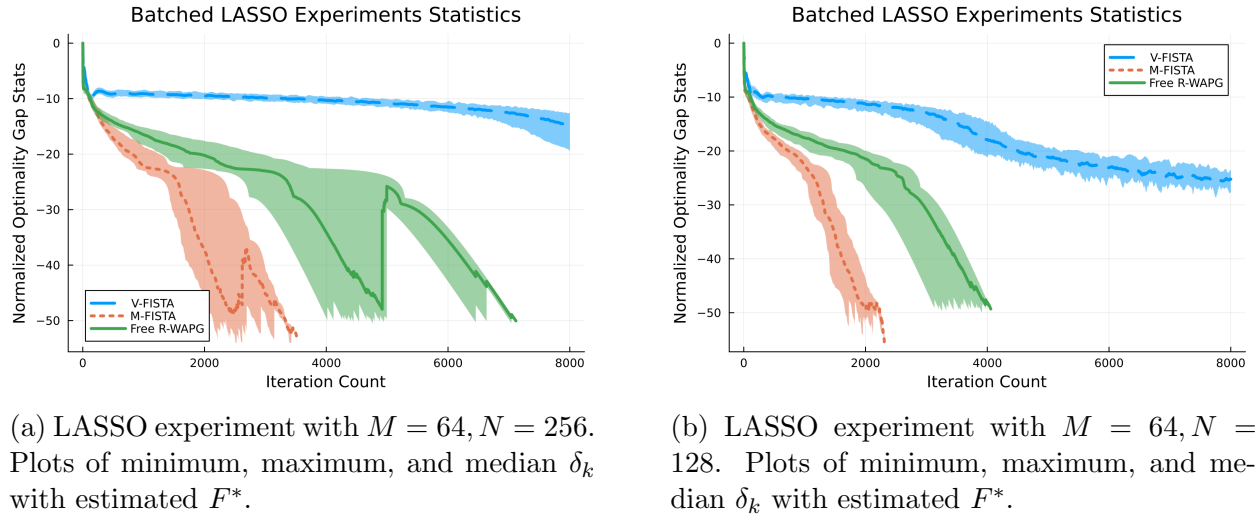 Batched LASSO Experiments Statistics
Normalized Optimality Gap Stats
0
−10
−20
−30
−40
−50
V-FISTA
M-FISTA
Free R-WAPG
0 2000 4000 6000 8000
Iteration Count
(a) LASSO experiment with M = 64, N = 256.
Plots of minimum, maximum, and median δk
with estimated F*.
Batched LASSO Experiments Statistics
Normalized Optimality Gap Stats
0
−10
−20
−30
−40
−50
V-FISTA
M-FISTA
Free R-WAPG
0 2000 4000 6000 8000
Iteration Count
(b) LASSO experiment with M = 64, N =
128. Plots of minimum, maximum, and me-
dian δk with estimated F*.